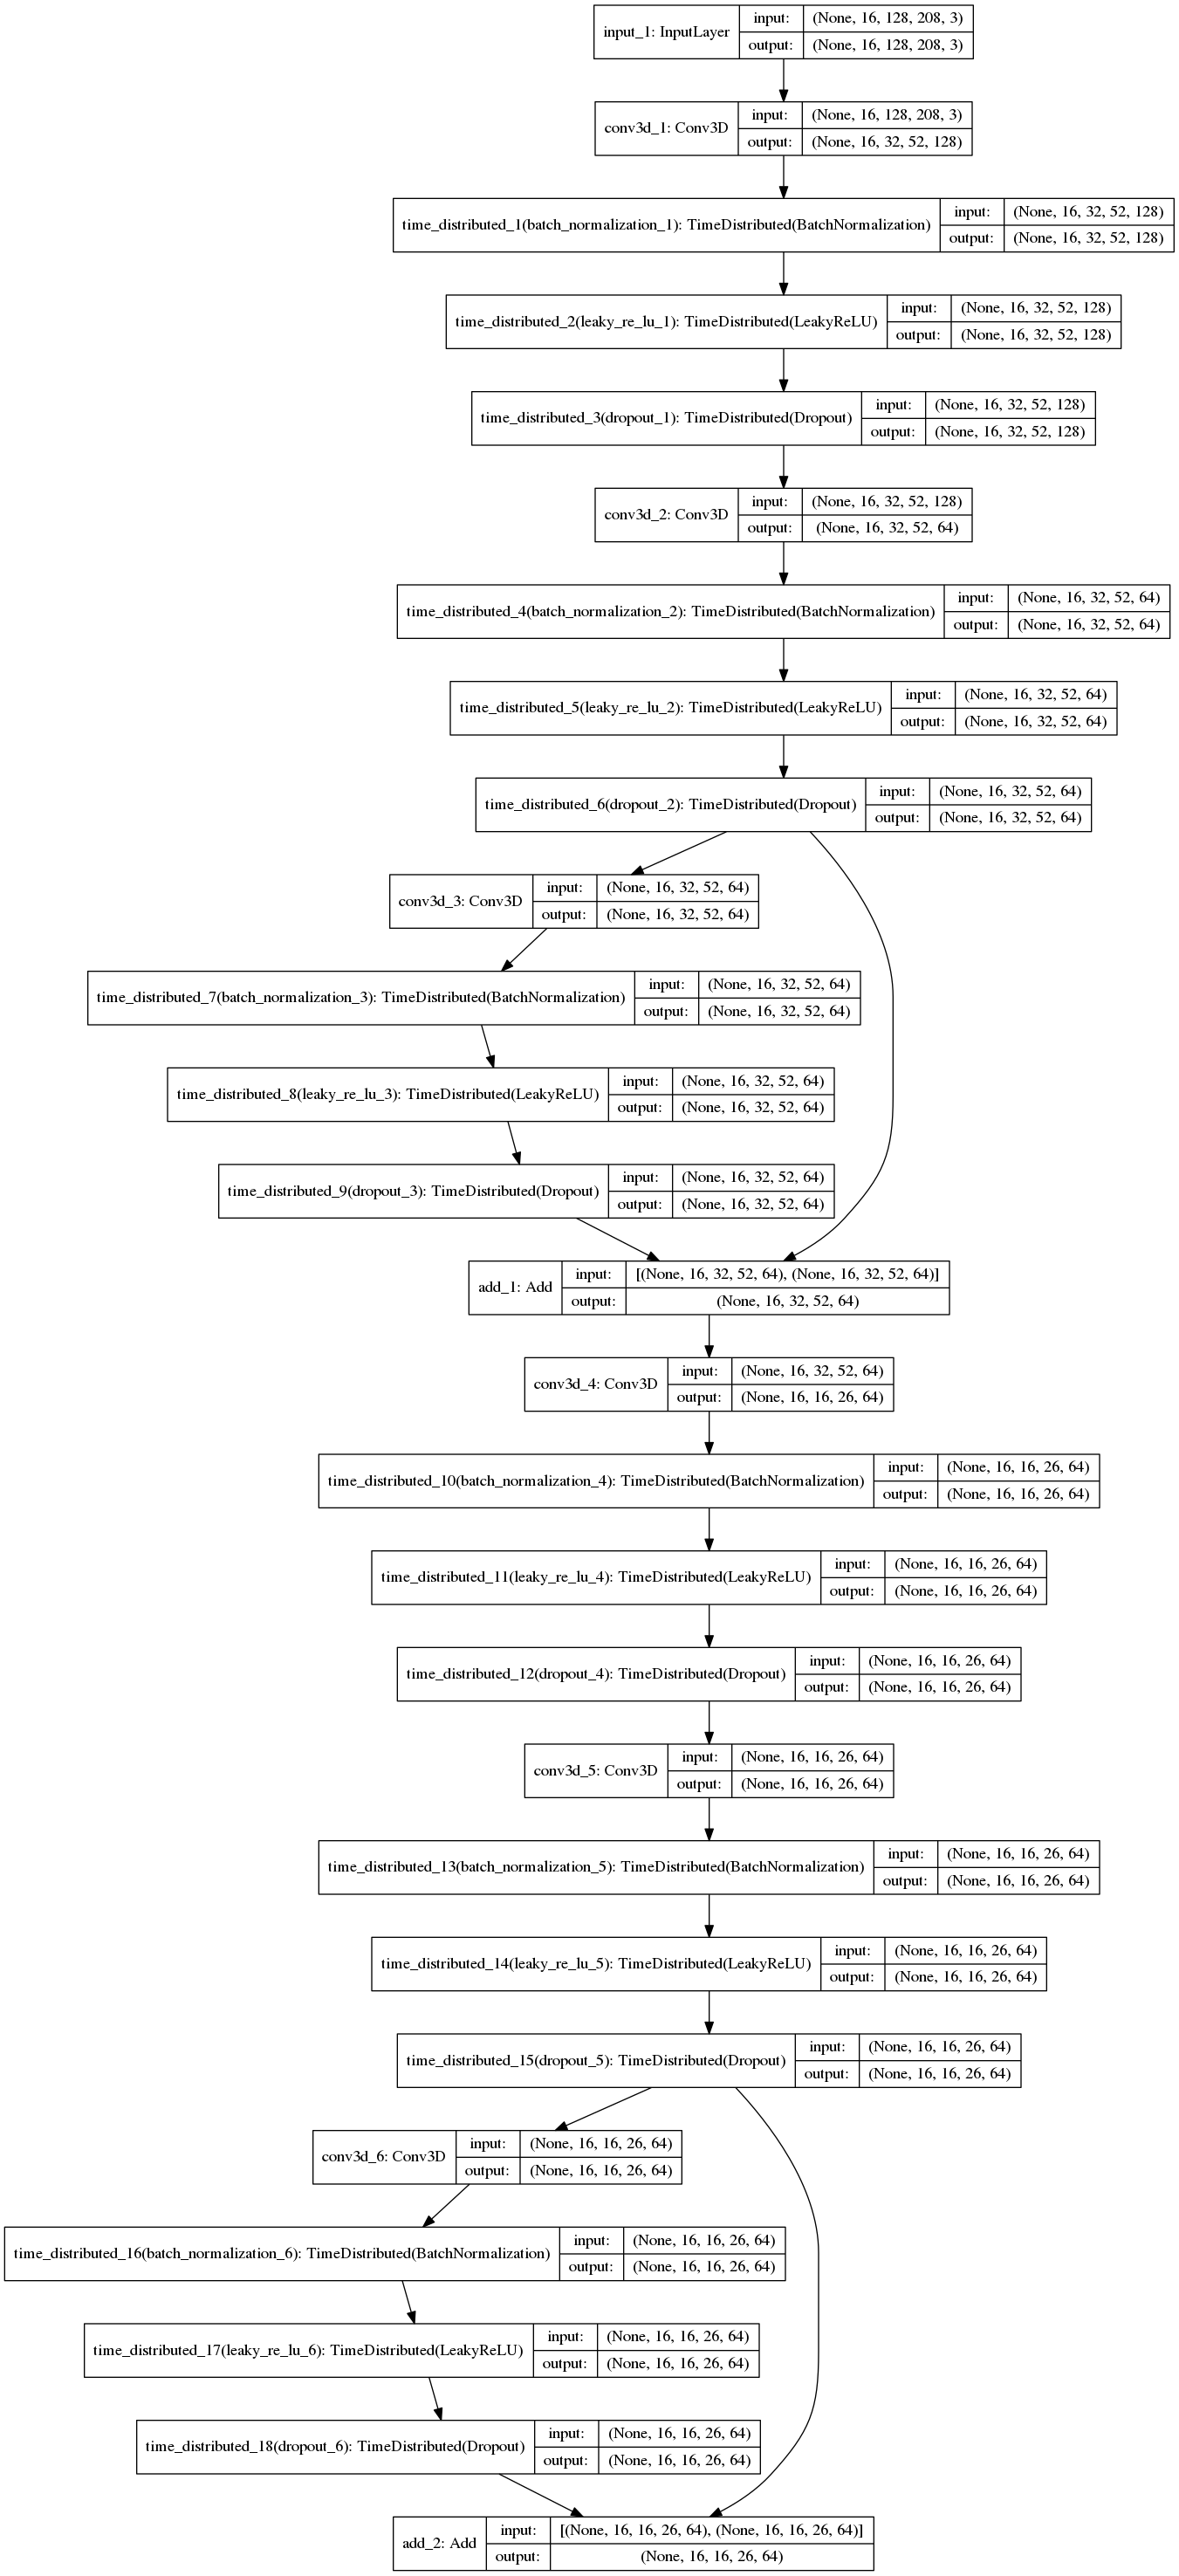 input_1: InputLayer
input: (None, 16, 128, 208, 3)
output: (None, 16, 128, 208, 3)
conv3d_1: Conv3D
input: (None, 16, 128, 208, 3)
output: (None, 16, 32, 52, 128)
time_distributed_1(batch_normalization_1): TimeDistributed(BatchNormalization)
input: (None, 16, 32, 52, 128)
output: (None, 16, 32, 52, 128)
time_distributed_2(leaky_re_lu_1): TimeDistributed(LeakyReLU)
input: (None, 16, 32, 52, 128)
output: (None, 16, 32, 52, 128)
time_distributed_3(dropout_1): TimeDistributed(Dropout)
input: (None, 16, 32, 52, 128)
output: (None, 16, 32, 52, 128)
conv3d_2: Conv3D
input: (None, 16, 32, 52, 128)
output: (None, 16, 32, 52, 64)
time_distributed_4(batch_normalization_2): TimeDistributed(BatchNormalization)
input: (None, 16, 32, 52, 64)
output: (None, 16, 32, 52, 64)
time_distributed_5(leaky_re_lu_2): TimeDistributed(LeakyReLU)
input: (None, 16, 32, 52, 64)
output: (None, 16, 32, 52, 64)
time_distributed_6(dropout_2): TimeDistributed(Dropout)
input: (None, 16, 32, 52, 64)
output: (None, 16, 32, 52, 64)
conv3d_3: Conv3D
input: (None, 16, 32, 52, 64)
output: (None, 16, 32, 52, 64)
time_distributed_7(batch_normalization_3): TimeDistributed(BatchNormalization)
input: (None, 16, 32, 52, 64)
output: (None, 16, 32, 52, 64)
time_distributed_8(leaky_re_lu_3): TimeDistributed(LeakyReLU)
input: (None, 16, 32, 52, 64)
output: (None, 16, 32, 52, 64)
time_distributed_9(dropout_3): TimeDistributed(Dropout)
input: (None, 16, 32, 52, 64)
output: (None, 16, 32, 52, 64)
add_1: Add
input: [(None, 16, 32, 52, 64), (None, 16, 32, 52, 64)]
output: (None, 16, 32, 52, 64)
conv3d_4: Conv3D
input: (None, 16, 32, 52, 64)
output: (None, 16, 16, 26, 64)
time_distributed_10(batch_normalization_4): TimeDistributed(BatchNormalization)
input: (None, 16, 16, 26, 64)
output: (None, 16, 16, 26, 64)
time_distributed_11(leaky_re_lu_4): TimeDistributed(LeakyReLU)
input: (None, 16, 16, 26, 64)
output: (None, 16, 16, 26, 64)
time_distributed_12(dropout_4): TimeDistributed(Dropout)
input: (None, 16, 16, 26, 64)
output: (None, 16, 16, 26, 64)
conv3d_5: Conv3D
input: (None, 16, 16, 26, 64)
output: (None, 16, 16, 26, 64)
time_distributed_13(batch_normalization_5): TimeDistributed(BatchNormalization)
input: (None, 16, 16, 26, 64)
output: (None, 16, 16, 26, 64)
time_distributed_14(leaky_re_lu_5): TimeDistributed(LeakyReLU)
input: (None, 16, 16, 26, 64)
output: (None, 16, 16, 26, 64)
time_distributed_15(dropout_5): TimeDistributed(Dropout)
input: (None, 16, 16, 26, 64)
output: (None, 16, 16, 26, 64)
conv3d_6: Conv3D
input: (None, 16, 16, 26, 64)
output: (None, 16, 16, 26, 64)
time_distributed_16(batch_normalization_6): TimeDistributed(BatchNormalization)
input: (None, 16, 16, 26, 64)
output: (None, 16, 16, 26, 64)
time_distributed_17(leaky_re_lu_6): TimeDistributed(LeakyReLU)
input: (None, 16, 16, 26, 64)
output: (None, 16, 16, 26, 64)
time_distributed_18(dropout_6): TimeDistributed(Dropout)
input: (None, 16, 16, 26, 64)
output: (None, 16, 16, 26, 64)
add_2: Add
input: [(None, 16, 16, 26, 64), (None, 16, 16, 26, 64)]
output: (None, 16, 16, 26, 64)